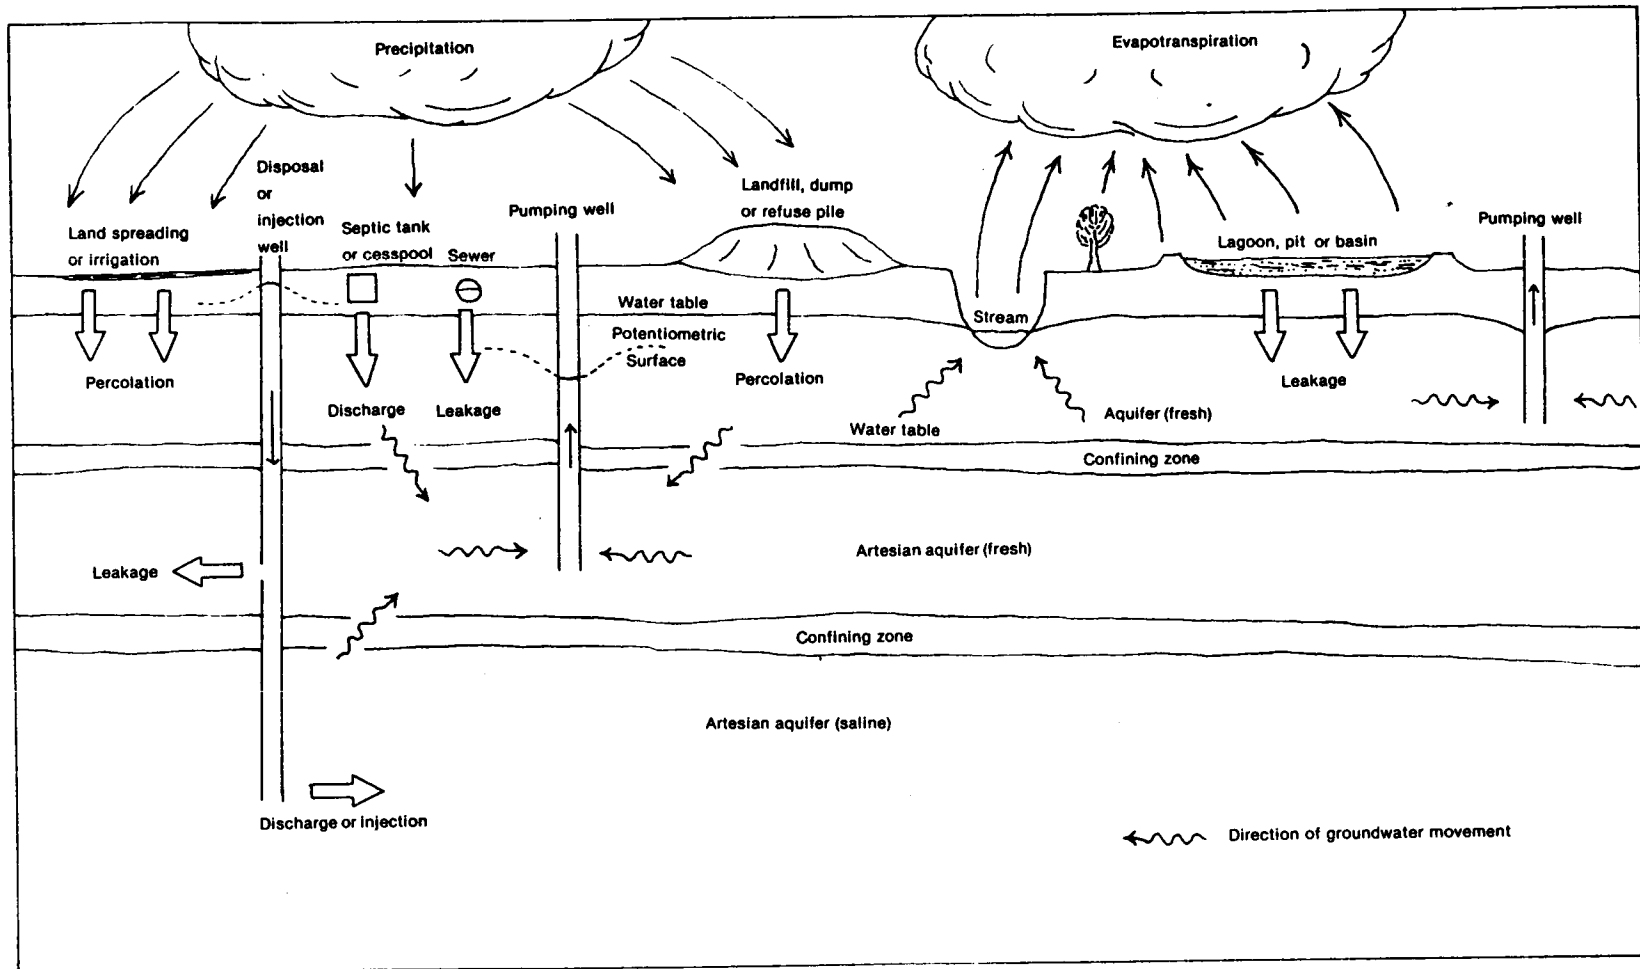 Precipitation
Evapotranspiration
Disposal
or
injection
well
Land spreading
or irrigation
Septic tank
or cesspool
Sewer
Pumping well
Landfill, dump
or refuse pile
Lagoon, pit or basin
Pumping well
Water table
Potentiometric
Surface
Stream
Percolation
Discharge
Leakage
Percolation
Leakage
Water table
Aquifer (fresh)
Confining zone
Artesian aquifer (fresh)
Leakage
Confining zone
Artesian aquifer (saline)
Discharge or injection
Direction of groundwater movement